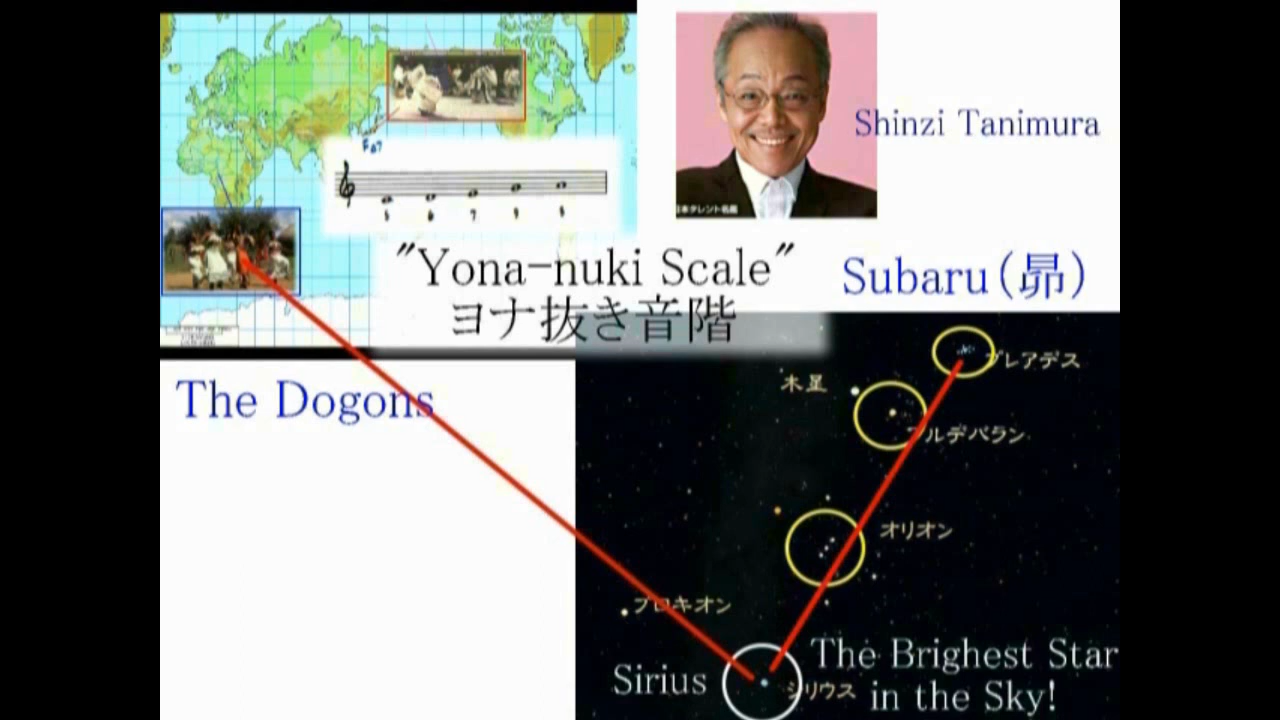 Shinzi Tanimura
"Yona-nuki Scale"
ヨナ抜き音階
Subaru(昴)
The Dogons
プレアデス
木星
アルデバラン
オリオン
プロキオン
Sirius
シリウス
The Brighest Star
in the Sky!